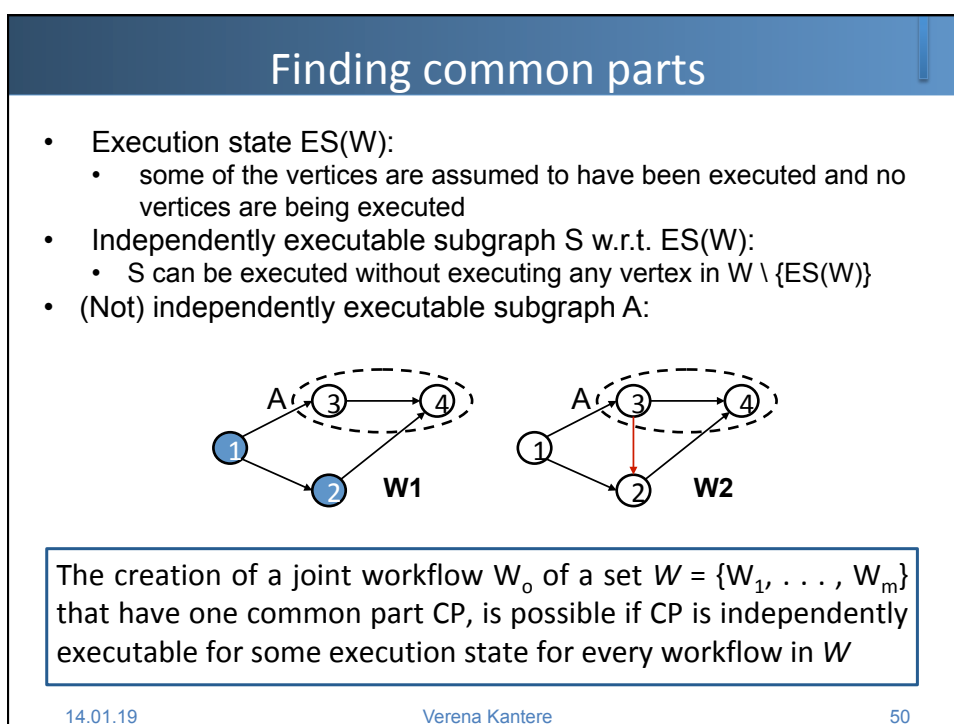 Finding common parts
• Execution state ES(W):
• some of the vertices are assumed to have been executed and no
vertices are being executed
• Independently executable subgraph S w.r.t. ES(W):
• S can be executed without executing any vertex in W \ {ES(W)}
• (Not) independently executable subgraph A:
A 3 4
1
2 W1
A 3 4
1
2 W2
The creation of a joint workflow Wₒ of a set W = {W₁, . . . , Wₘ}
that have one common part CP, is possible if CP is independently
executable for some execution state for every workflow in W
14.01.19 Verena Kantere 50